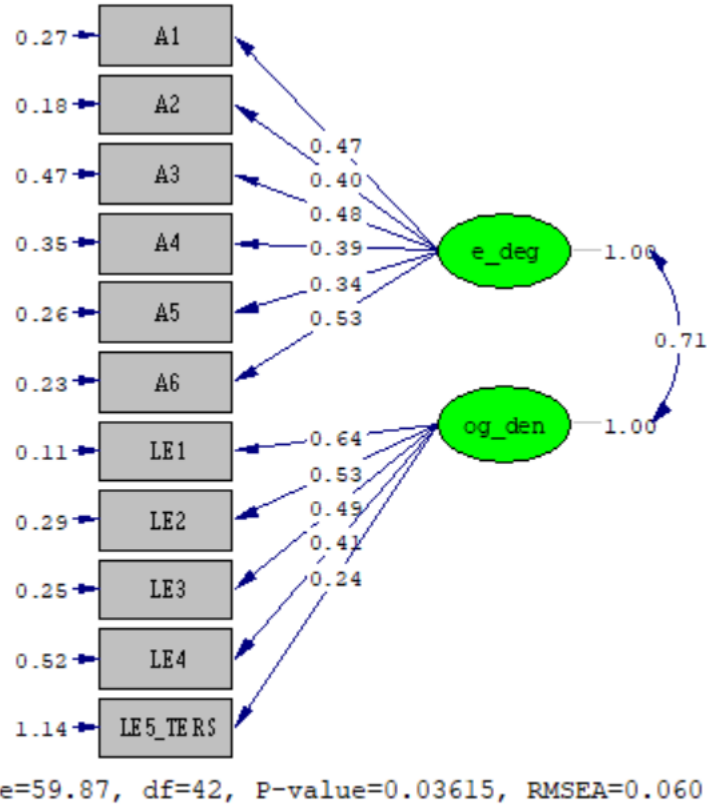 0.27 A1
0.47
0.18 A2
0.40
0.47 A3
0.48
0.35 A4
0.39
e_deg 1.00
0.34
0.26 A5
0.53
0.71
0.23 A6
0.64
og_den 1.00
0.11 LE1
0.53
0.49
0.29 LE2
0.41
0.24
0.25 LE3
0.52 LE4
1.14 LE5_TERS
e=59.87, df=42, P-value=0.03615, RMSEA=0.060